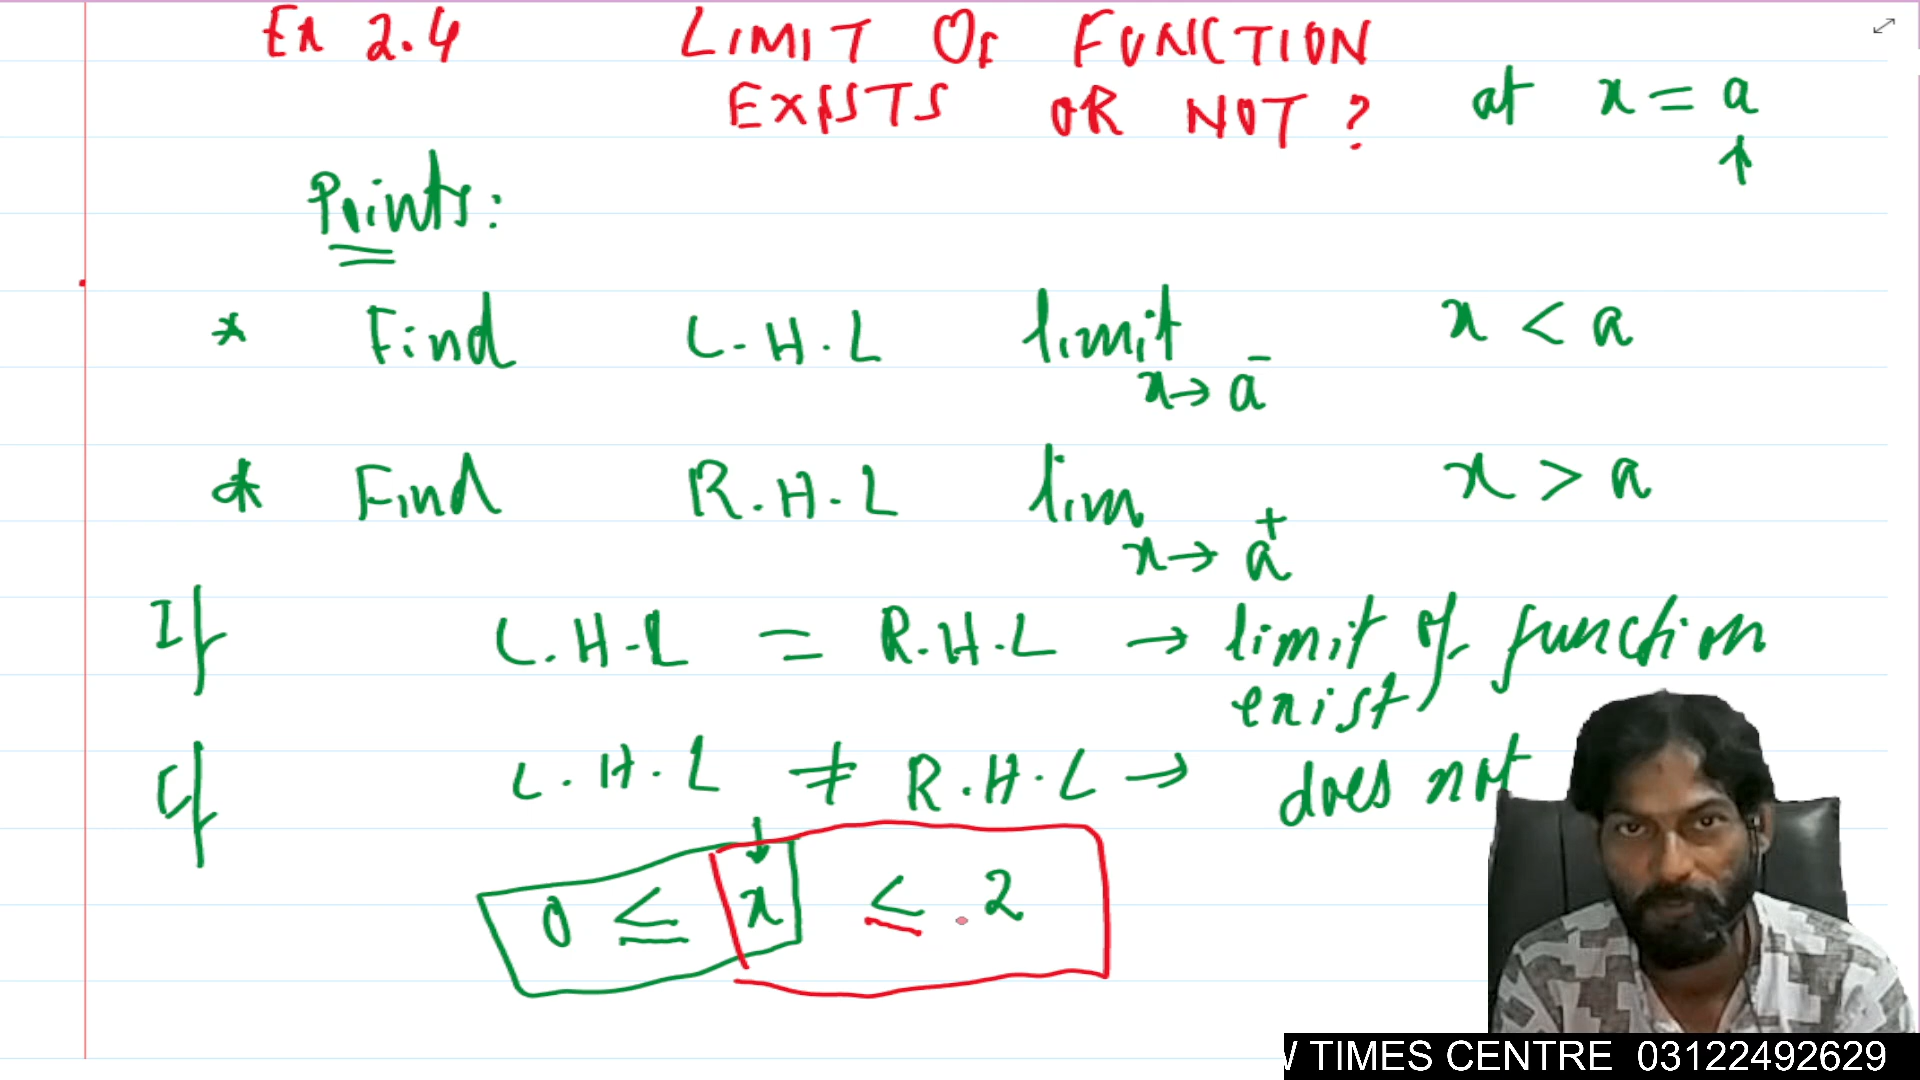 Ex 2.4 LIMIT OF FUNCTION
EXISTS OR NOT ? at x = a
Points:
* Find L.H.L limit x→a⁻ x < a
* Find R.H.L lim x→a⁺ x > a
If L.H.L = R.H.L → limit of function
exist
If L.H.L ≠ R.H.L → does not
0 ≤ x ≤ 2
TIMES CENTRE 03122492629